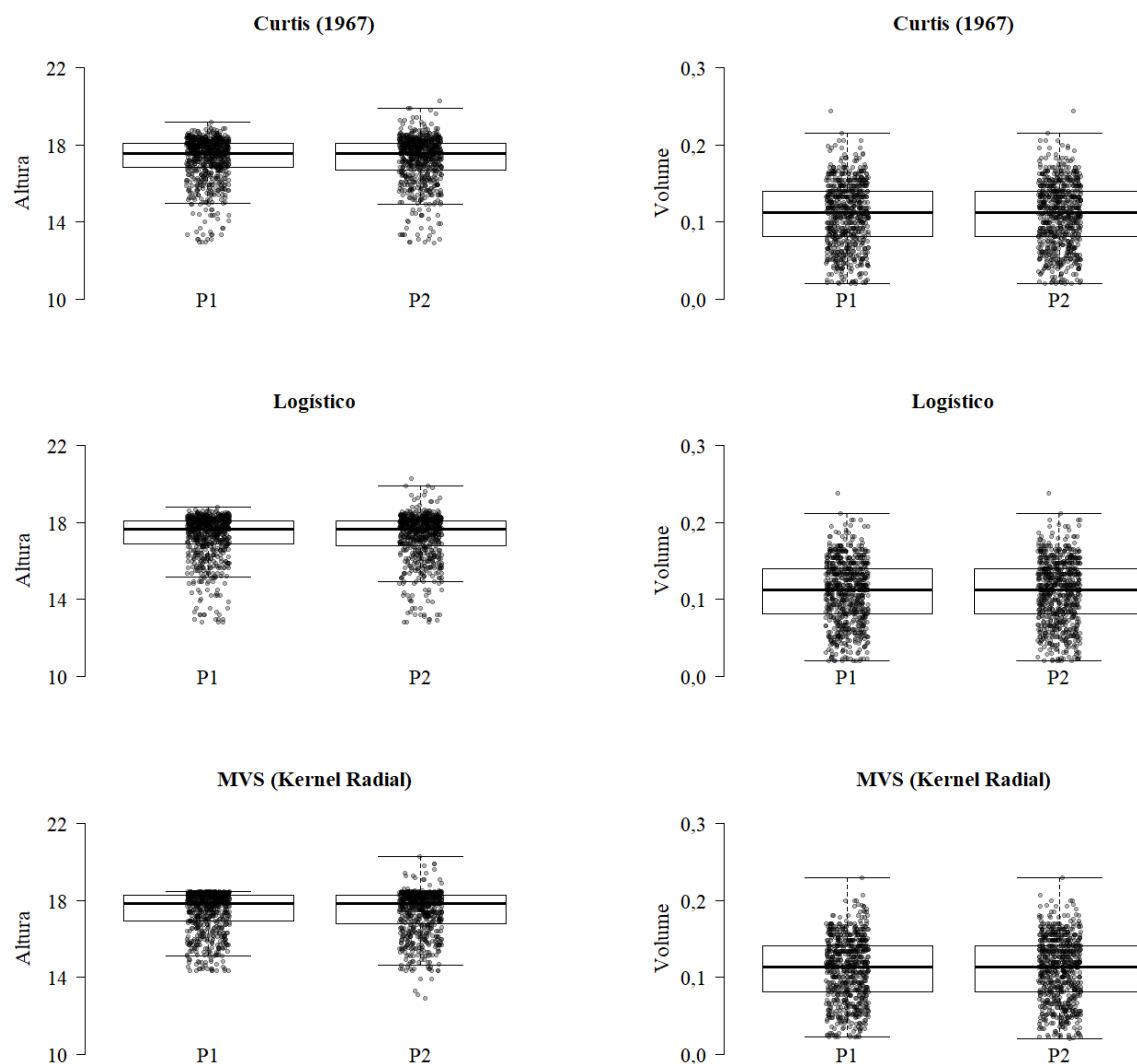 Curtis (1967)
Altura
22
18
14
10
P1
P2
Curtis (1967)
Volume
0,3
0,2
0,1
0,0
P1
P2
Logístico
Altura
22
18
14
10
P1
P2
Logístico
Volume
0,3
0,2
0,1
0,0
P1
P2
MVS (Kernel Radial)
Altura
22
18
14
10
P1
P2
MVS (Kernel Radial)
Volume
0,3
0,2
0,1
0,0
P1
P2